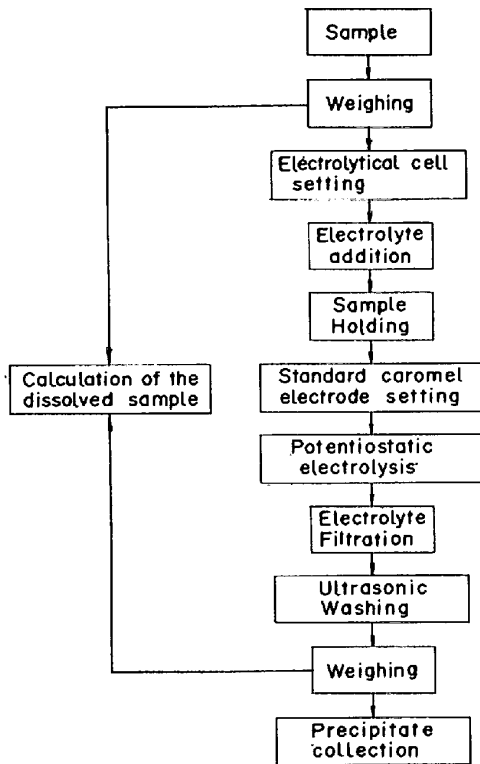 Sample
Weighing
Electrolytical cell
setting
Electrolyte
addition
Sample
Holding
Calculation of the
dissolved sample
Standard caromel
electrode setting
Potentiostatic
electrolysis
Electrolyte
Filtration
Ultrasonic
Washing
Weighing
Precipitate
collection